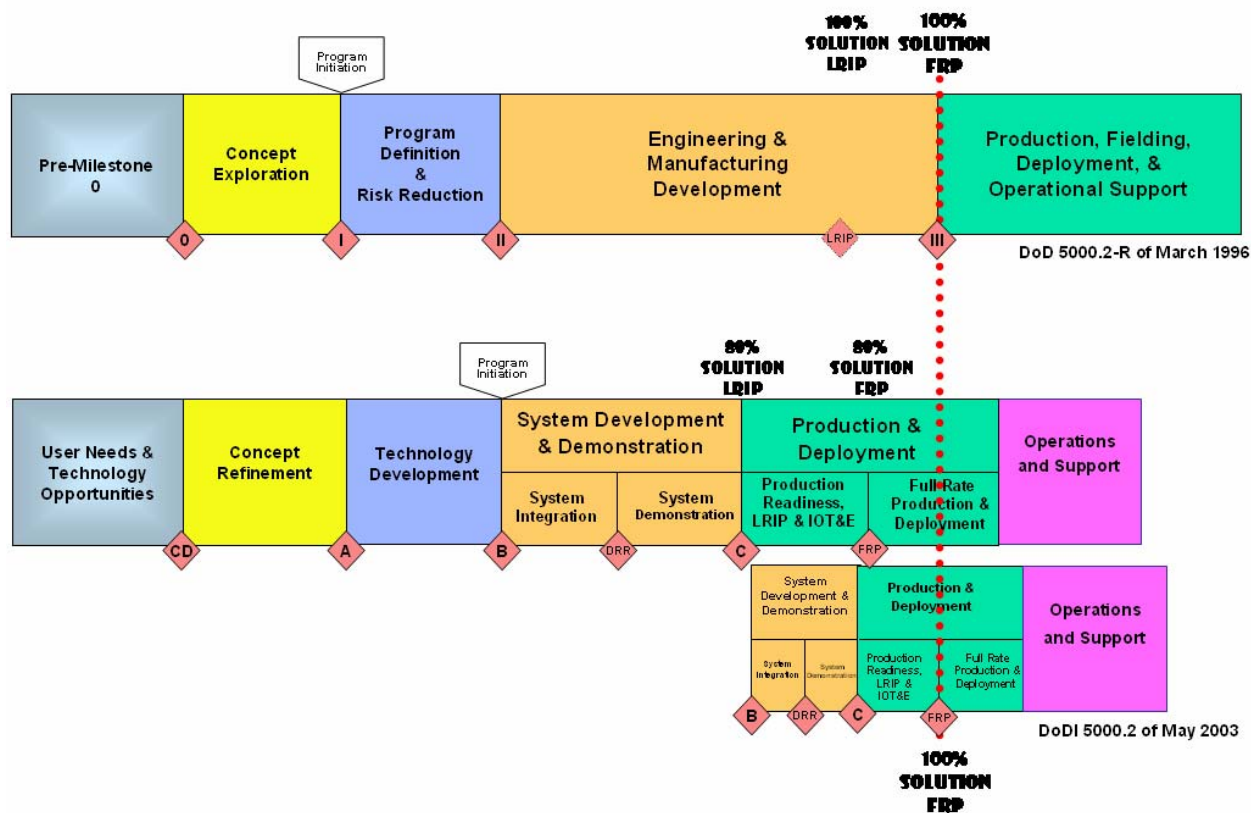 100%
SOLUTION
LRIP
100%
SOLUTION
FRP
Program
Initiation
Pre-Milestone
0
Concept
Exploration
Program
Definition
&
Risk Reduction
Engineering &
Manufacturing
Development
Production, Fielding,
Deployment, &
Operational Support
0
I
II
LRIP
III
DoD 5000.2-R of March 1996
Program
Initiation
80%
SOLUTION
LRIP
80%
SOLUTION
FRP
User Needs &
Technology
Opportunities
Concept
Refinement
Technology
Development
System Development
& Demonstration
System
Integration
System
Demonstration
Production &
Deployment
Production
Readiness,
LRIP & IOT&E
Full Rate
Production &
Deployment
Operations
and Support
CD
A
B
DRR
C
FRP
System
Development &
Demonstration
System
Integration
System
Demonstration
Production &
Deployment
Production
Readiness,
LRIP &
IOT&E
Full Rate
Production &
Deployment
Operations
and Support
B
DRR
C
FRP
DoDI 5000.2 of May 2003
100%
SOLUTION
FRP